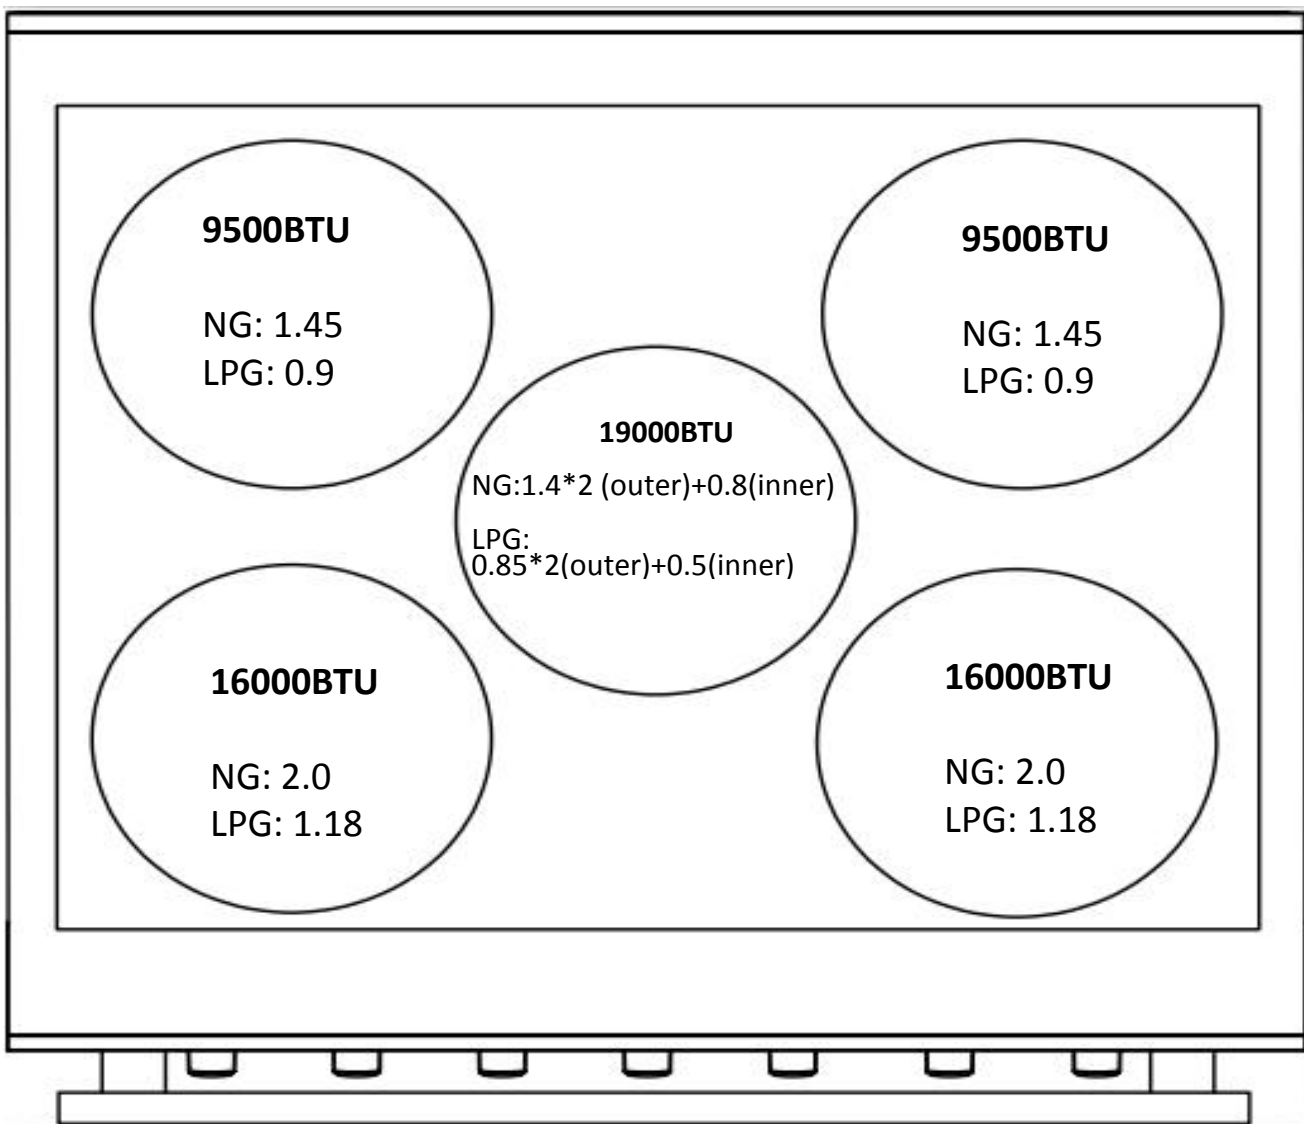 9500BTU
NG: 1.45
LPG: 0.9
9500BTU
NG: 1.45
LPG: 0.9
19000BTU
NG:1.4*2 (outer)+0.8(inner)
LPG:
0.85*2(outer)+0.5(inner)
16000BTU
NG: 2.0
LPG: 1.18
16000BTU
NG: 2.0
LPG: 1.18